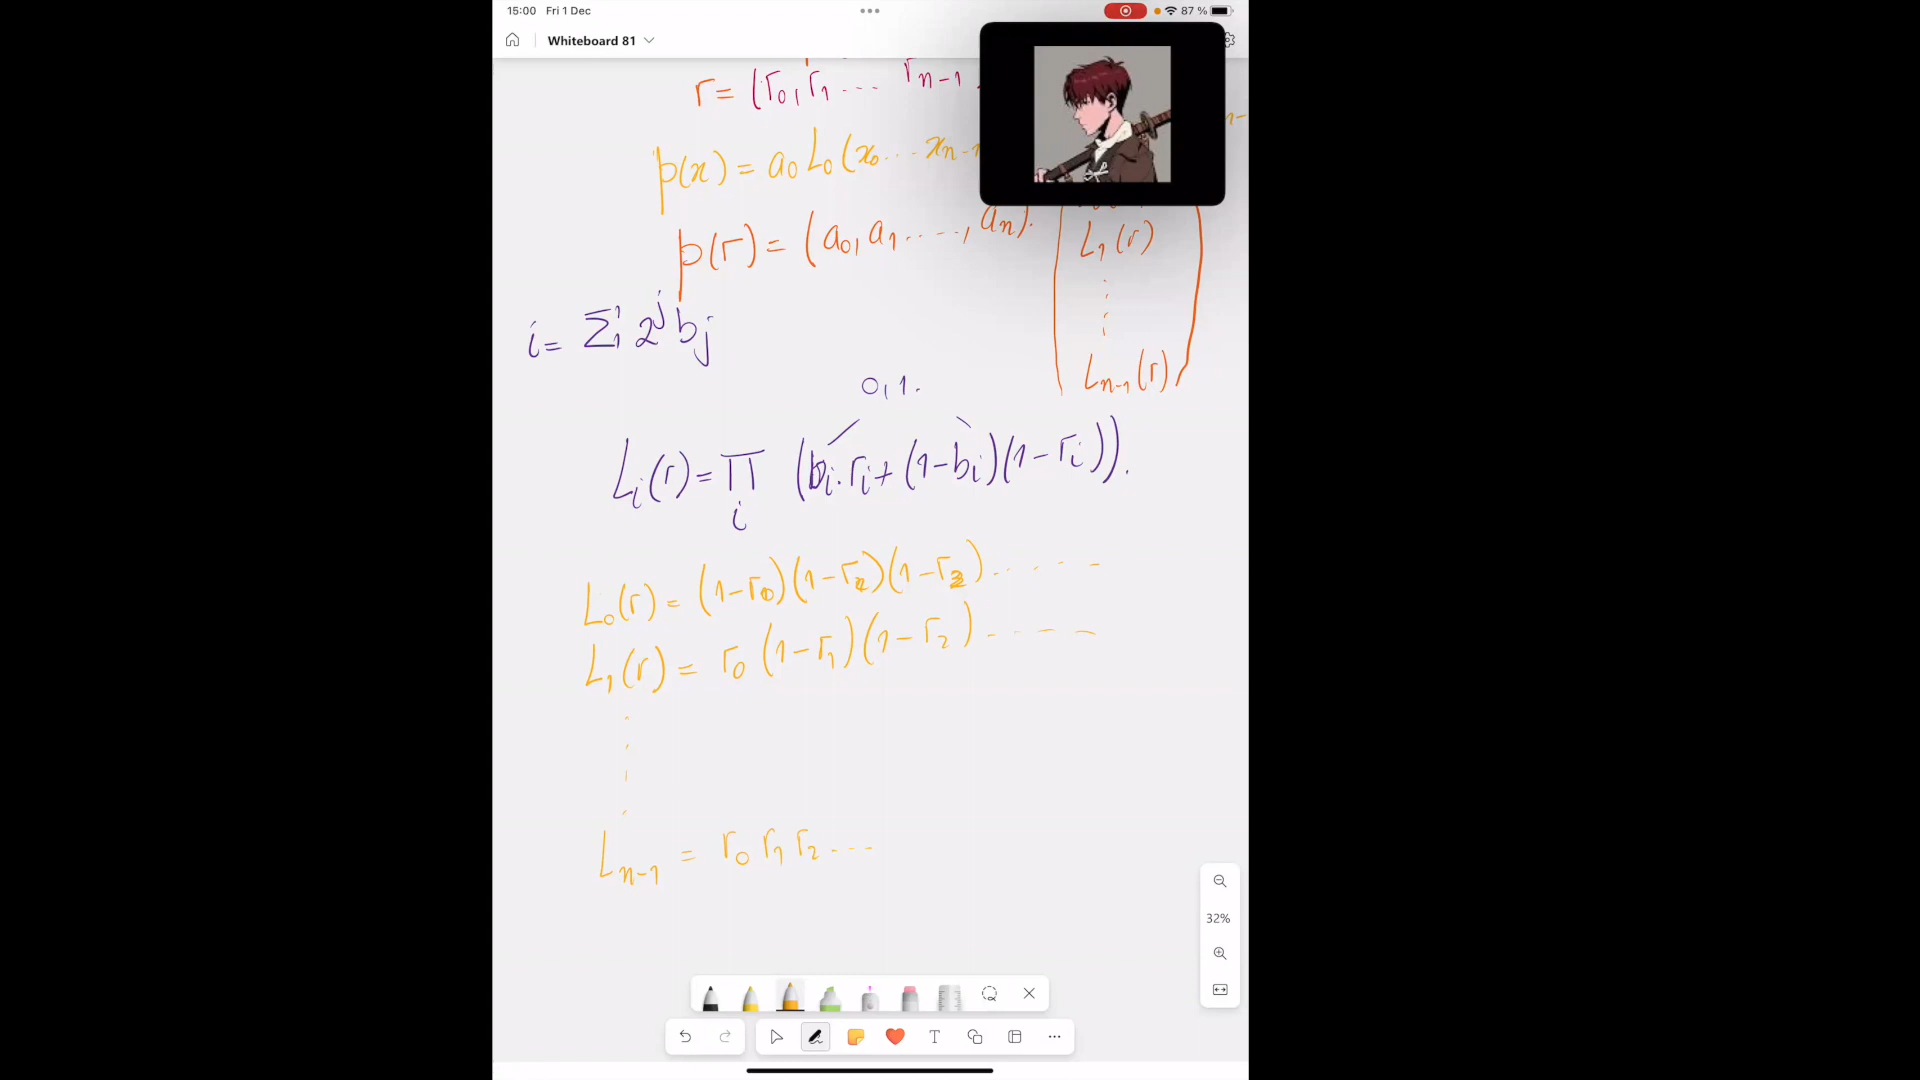 15:00 Fri 1 Dec 87 %
Whiteboard 81
r = (r₀, r₁ .... rₙ₋₁
p(x) = a₀ L₀ (x₀ ... xₙ₋₁
p(r) = (a₀, a₁ ....., aₙ).
L₁(r)
Lₙ₋₁(r)
i = Σ 2ʲ bⱼ
0, 1.
Lᵢ(r) = ∏ᵢ (bᵢ . rᵢ + (1 - bᵢ)(1 - rᵢ)).
L₀(r) = (1 - r₀)(1 - r₂)(1 - r₂) . . . . . .
L₁(r) = r₀ (1 - r₁)(1 - r₂) . . . . . .
Lₙ₋₁ = r₀ r₁ r₂ ....
32%